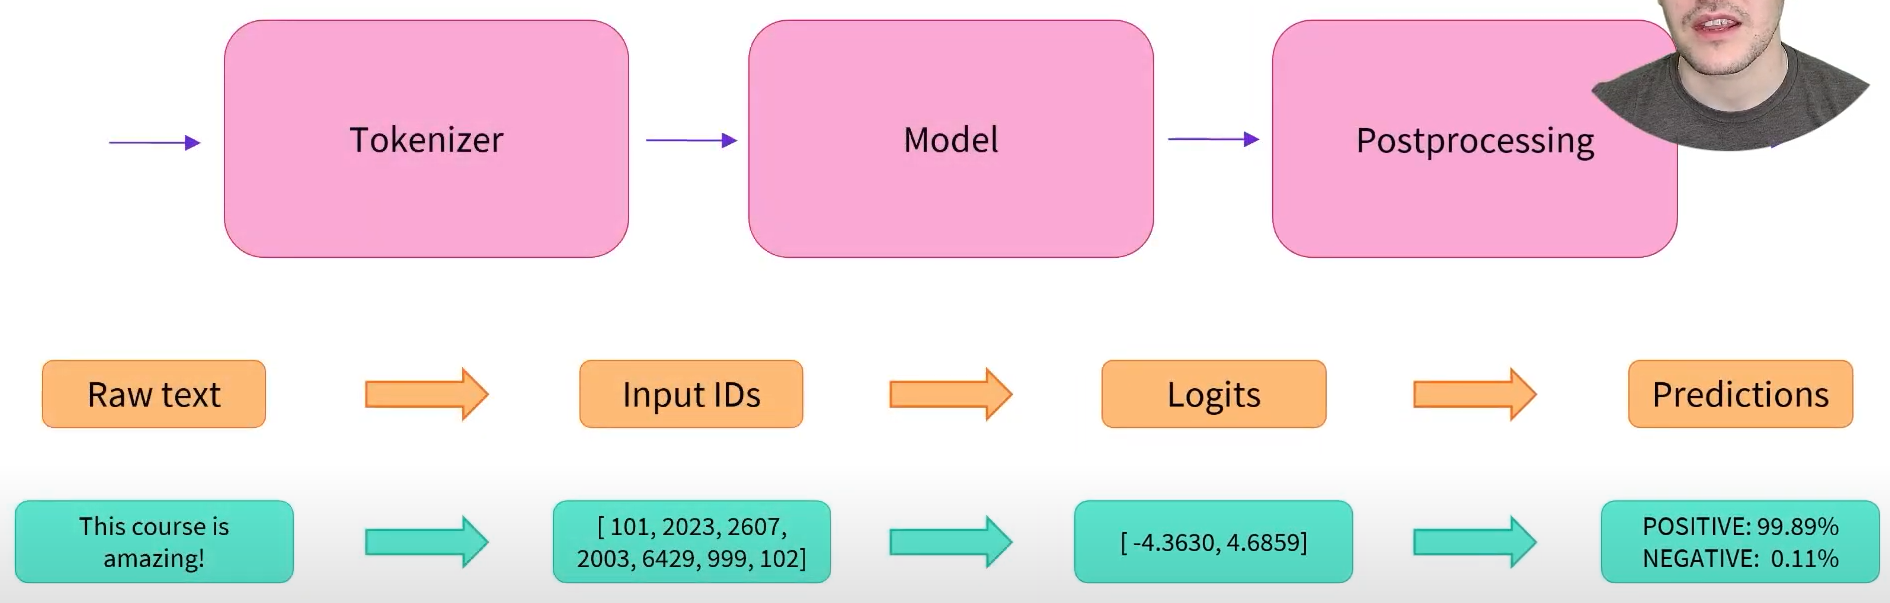 Tokenizer
Model
Postprocessing
Raw text
Input IDs
Logits
Predictions
This course is
amazing!
[ 101, 2023, 2607,
2003, 6429, 999, 102]
[ -4.3630, 4.6859]
POSITIVE: 99.89%
NEGATIVE: 0.11%